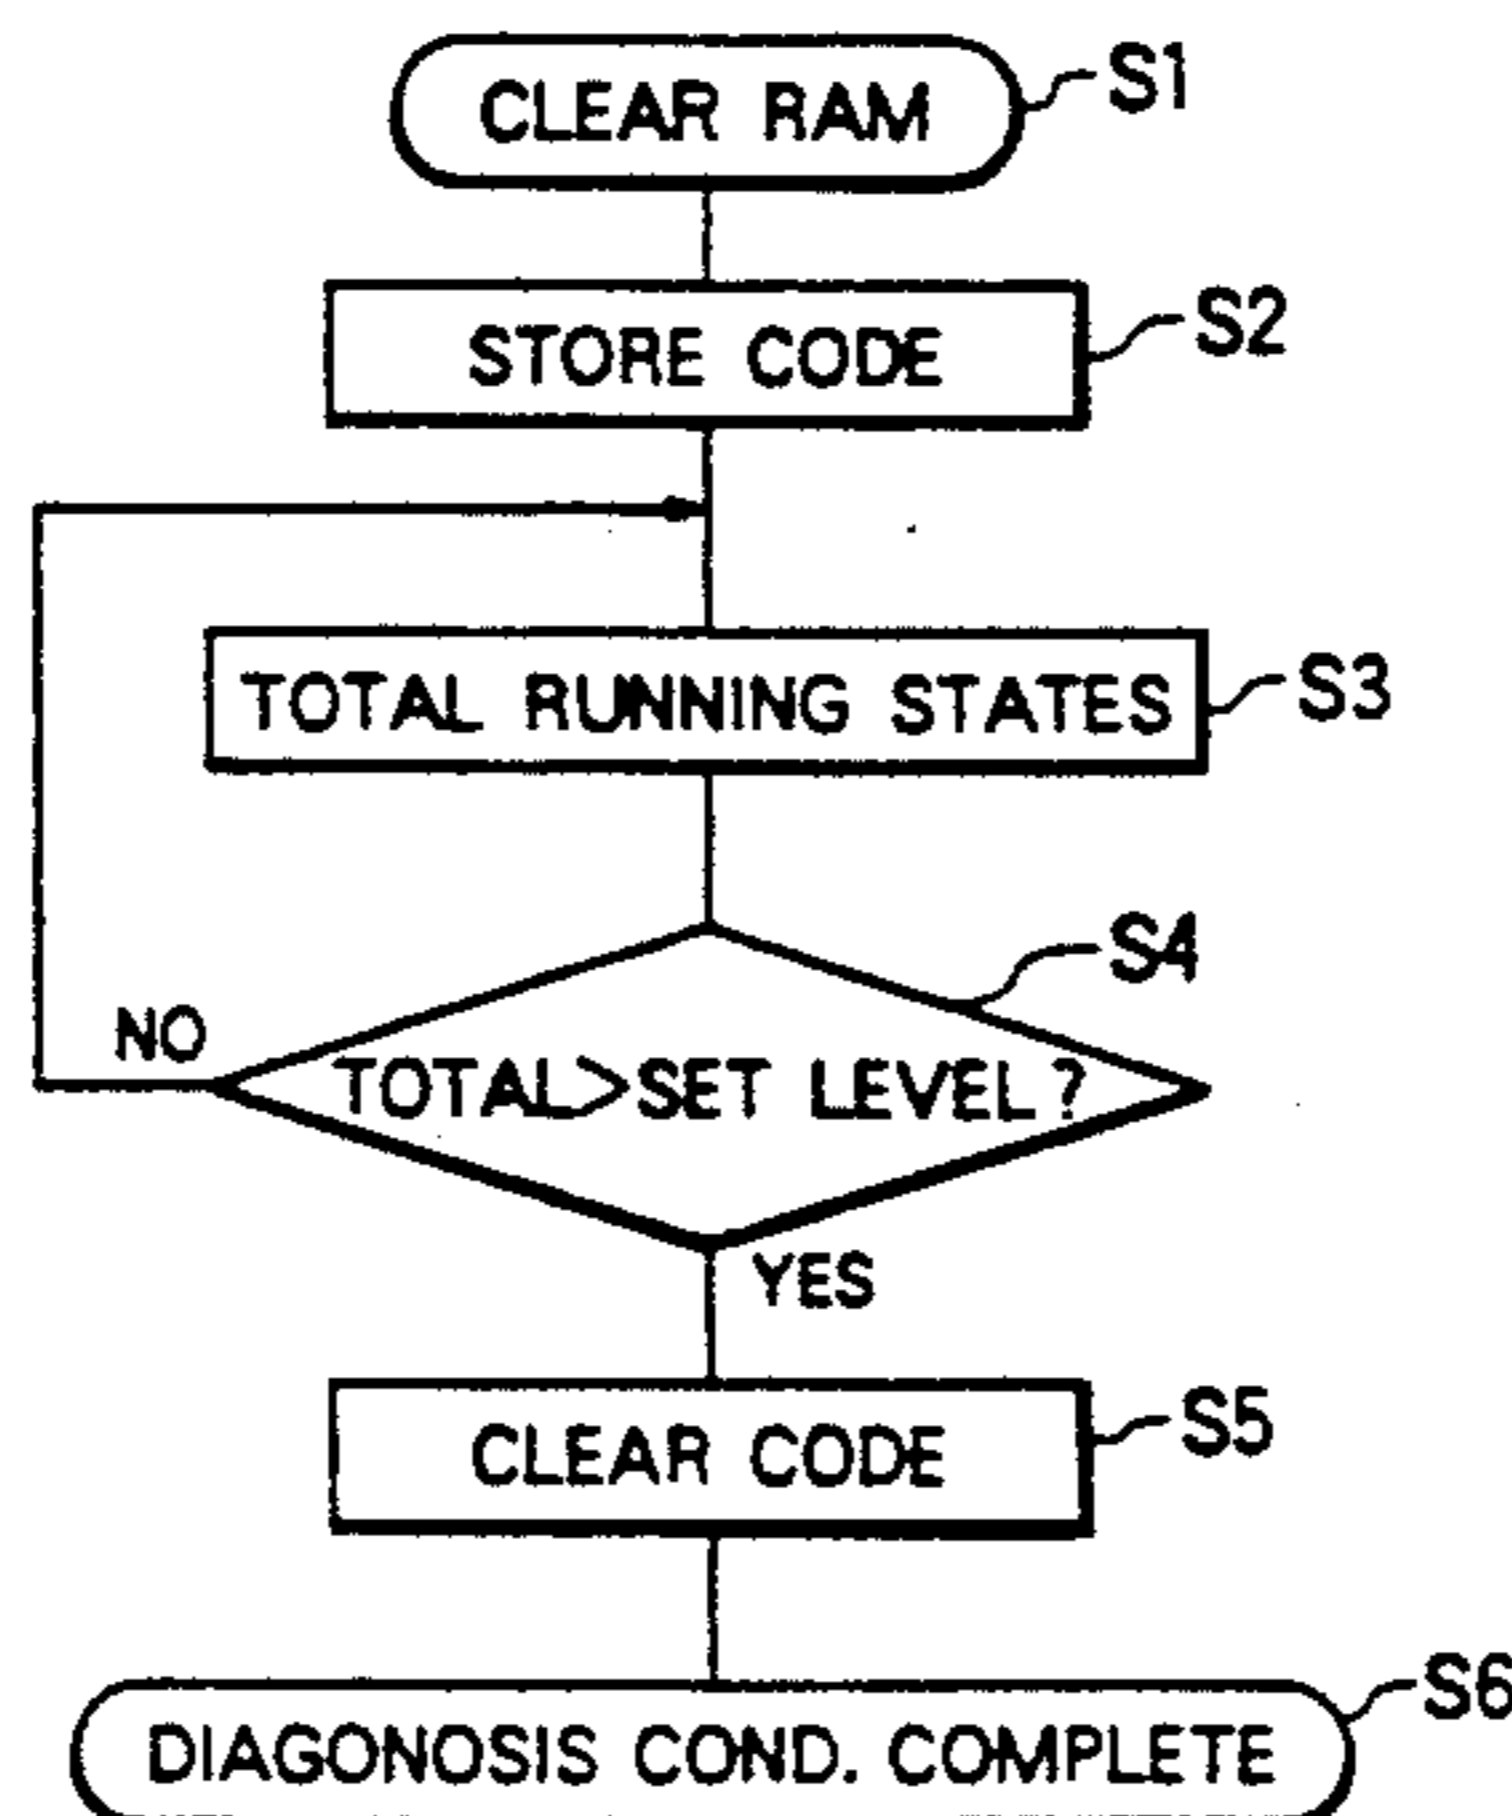 CLEAR RAM
S1
STORE CODE
S2
TOTAL RUNNING STATES
S3
S4
NO
TOTAL>SET LEVEL?
YES
CLEAR CODE
S5
S6
DIAGONOSIS COND. COMPLETE